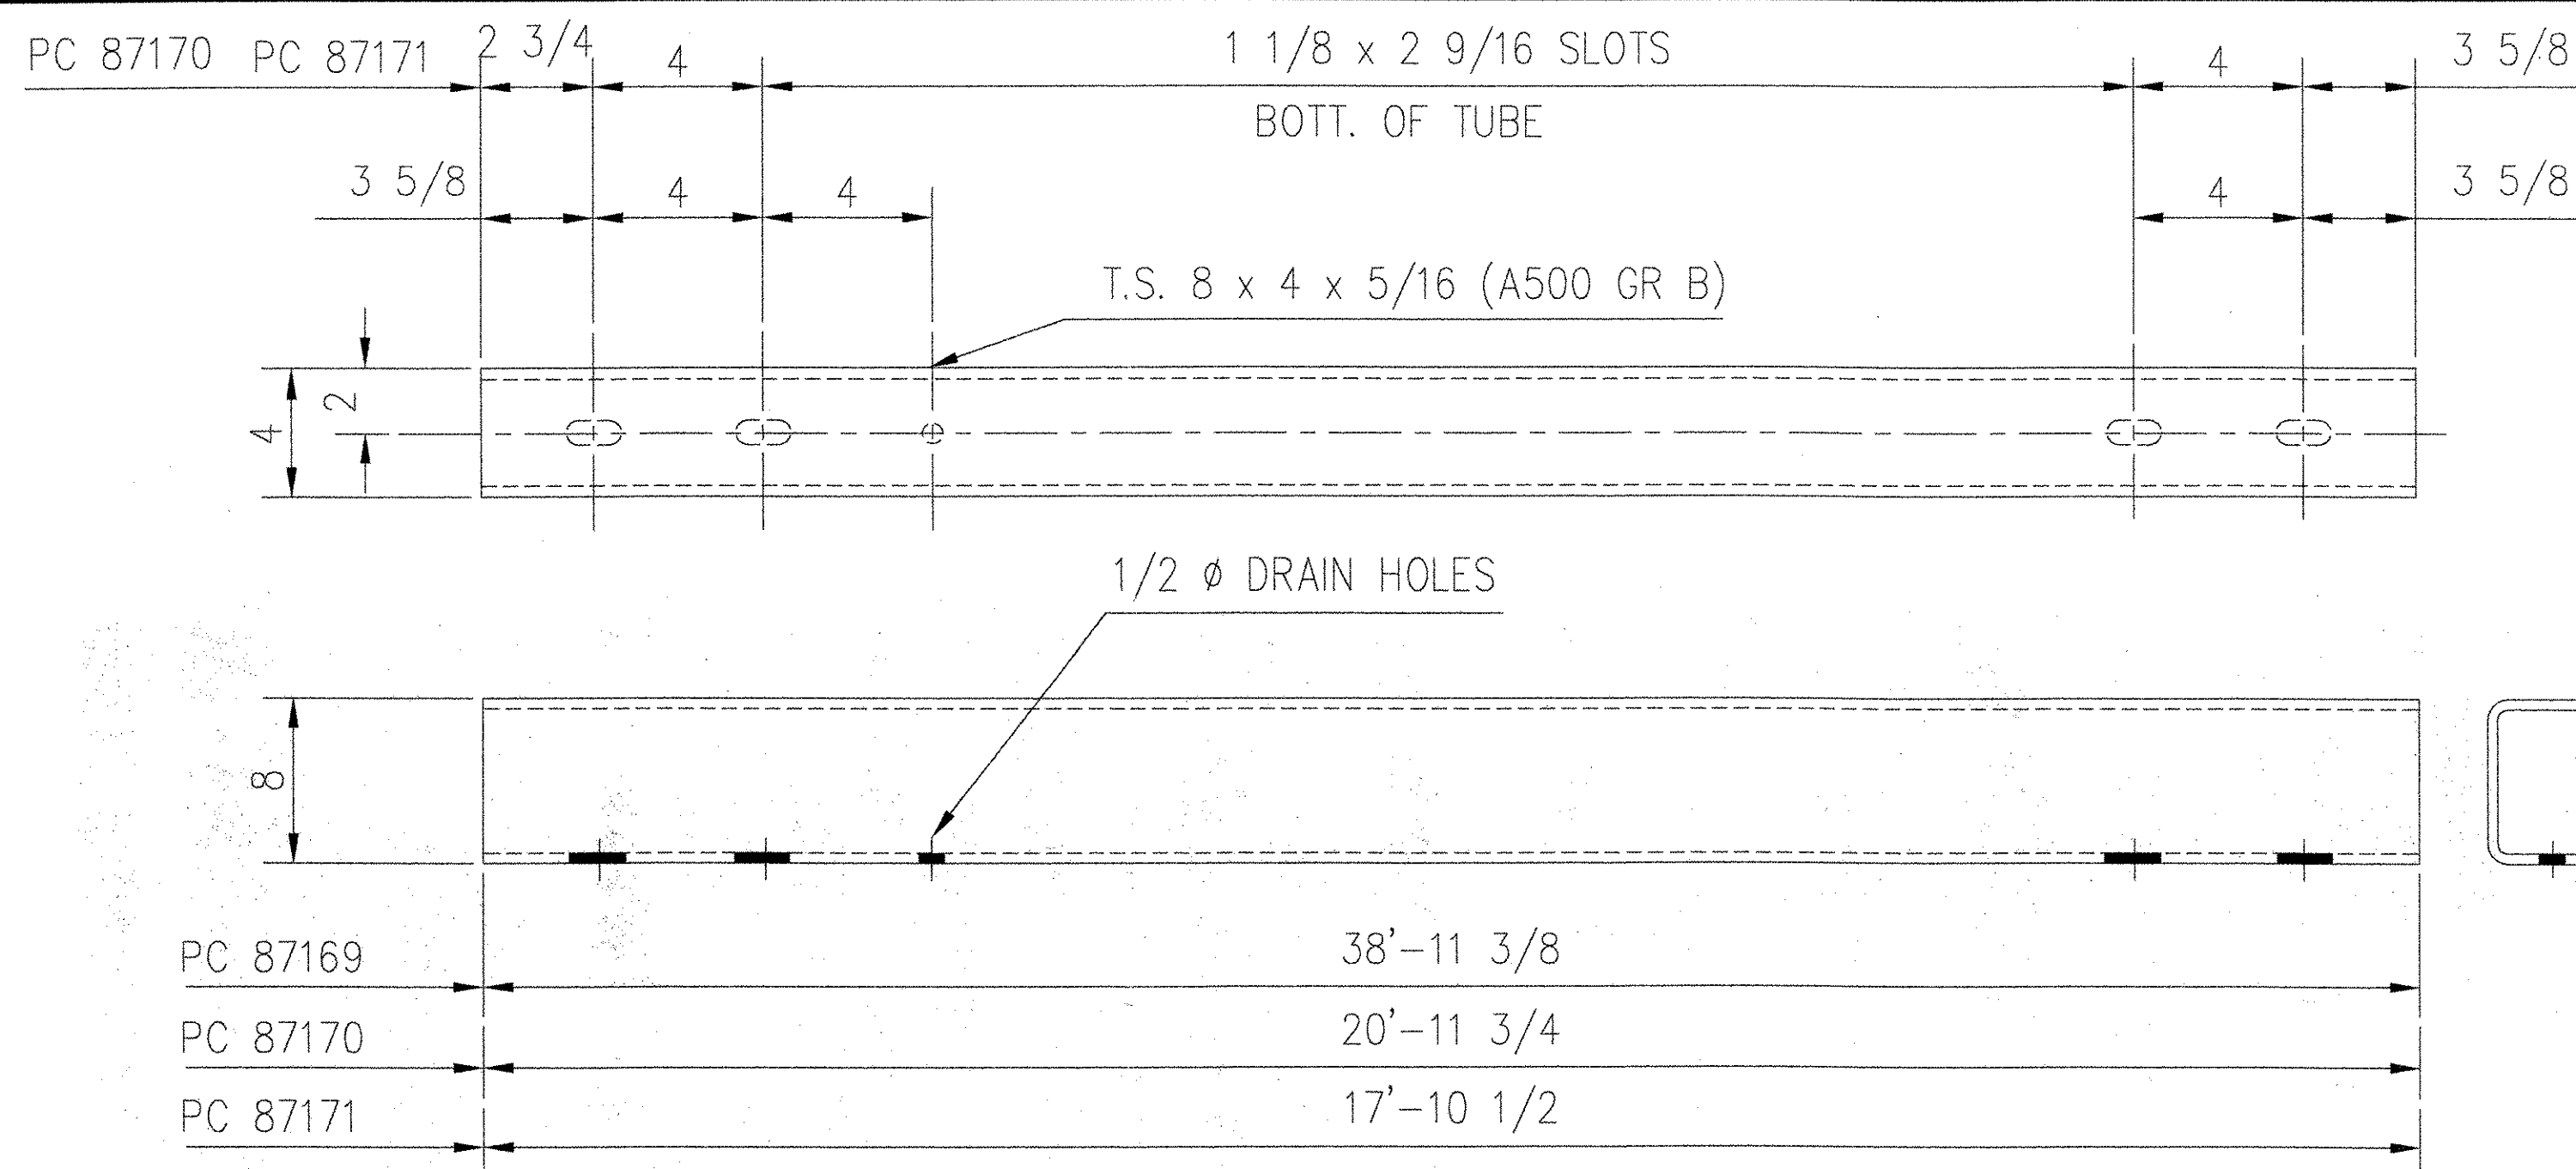 PC 87170 PC 87171 2 3/4 4 1 1/8 x 2 9/16 SLOTS 4 3 5/8
BOTT. OF TUBE
3 5/8 4 4 4 3 5/8
T.S. 8 x 4 x 5/16 (A500 GR B)
2
4
1/2 ø DRAIN HOLES
8
PC 87169 38'-11 3/8
PC 87170 20'-11 3/4
PC 87171 17'-10 1/2